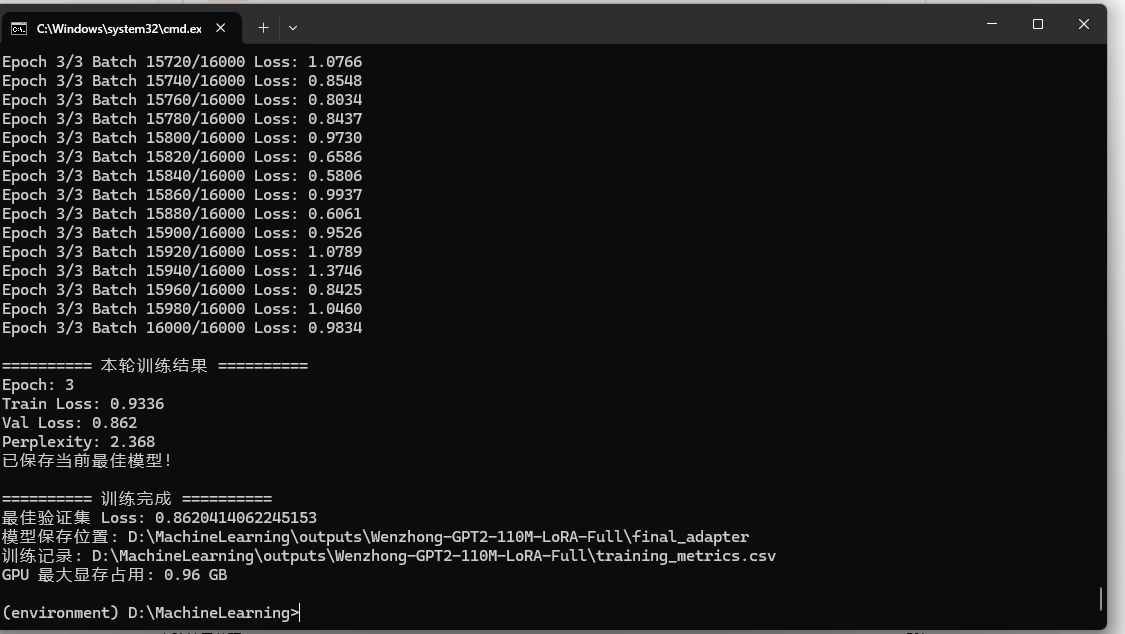 C:\Windows\system32\cmd.ex
Epoch 3/3 Batch 15720/16000 Loss: 1.0766
Epoch 3/3 Batch 15740/16000 Loss: 0.8548
Epoch 3/3 Batch 15760/16000 Loss: 0.8034
Epoch 3/3 Batch 15780/16000 Loss: 0.8437
Epoch 3/3 Batch 15800/16000 Loss: 0.9730
Epoch 3/3 Batch 15820/16000 Loss: 0.6586
Epoch 3/3 Batch 15840/16000 Loss: 0.5806
Epoch 3/3 Batch 15860/16000 Loss: 0.9937
Epoch 3/3 Batch 15880/16000 Loss: 0.6061
Epoch 3/3 Batch 15900/16000 Loss: 0.9526
Epoch 3/3 Batch 15920/16000 Loss: 1.0789
Epoch 3/3 Batch 15940/16000 Loss: 1.3746
Epoch 3/3 Batch 15960/16000 Loss: 0.8425
Epoch 3/3 Batch 15980/16000 Loss: 1.0460
Epoch 3/3 Batch 16000/16000 Loss: 0.9834
========== 本轮训练结果 ==========
Epoch: 3
Train Loss: 0.9336
Val Loss: 0.862
Perplexity: 2.368
已保存当前最佳模型!
========== 训练完成 ==========
最佳验证集 Loss: 0.8620414062245153
模型保存位置: D:\MachineLearning\outputs\Wenzhong-GPT2-110M-LoRA-Full\final_adapter
训练记录: D:\MachineLearning\outputs\Wenzhong-GPT2-110M-LoRA-Full\training_metrics.csv
GPU 最大显存占用: 0.96 GB
(environment) D:\MachineLearning>